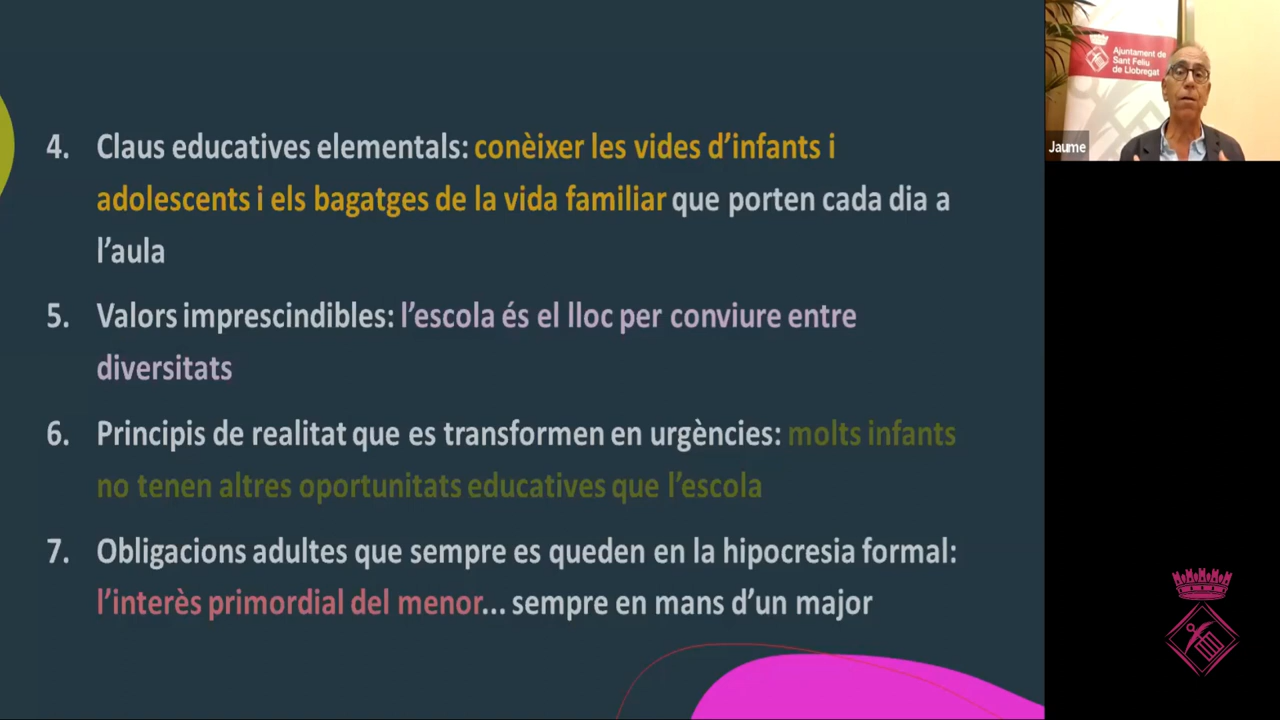 4. Claus educatives elementals: conèixer les vides d’infants i
adolescents i els bagatges de la vida familiar que porten cada dia a
l’aula
5. Valors imprescindibles: l’escola és el lloc per conviure entre
diversitats
6. Principis de realitat que es transformen en urgències: molts infants
no tenen altres oportunitats educatives que l’escola
7. Obligacions adultes que sempre es queden en la hipocresia formal:
l’interès primordial del menor... sempre en mans d’un major
Ajuntament de
Sant Feliu
de Llobregat
Jaume